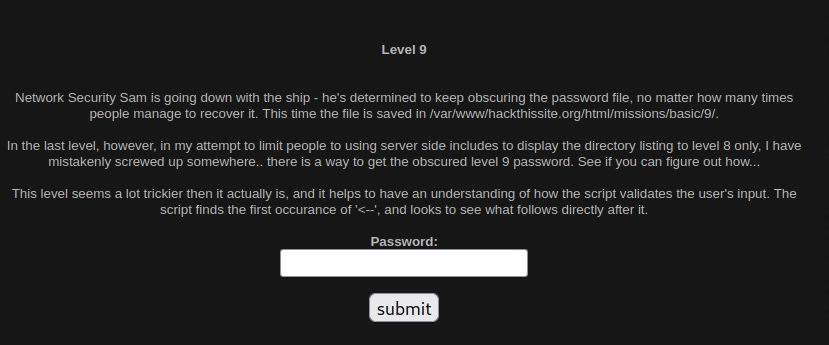 Level 9
Network Security Sam is going down with the ship - he's determined to keep obscuring the password file, no matter how many times
people manage to recover it. This time the file is saved in /var/www/hackthissite.org/html/missions/basic/9/.
In the last level, however, in my attempt to limit people to using server side includes to display the directory listing to level 8 only, I have
mistakenly screwed up somewhere.. there is a way to get the obscured level 9 password. See if you can figure out how...
This level seems a lot trickier then it actually is, and it helps to have an understanding of how the script validates the user's input. The
script finds the first occurance of '<--', and looks to see what follows directly after it.
Password:
submit